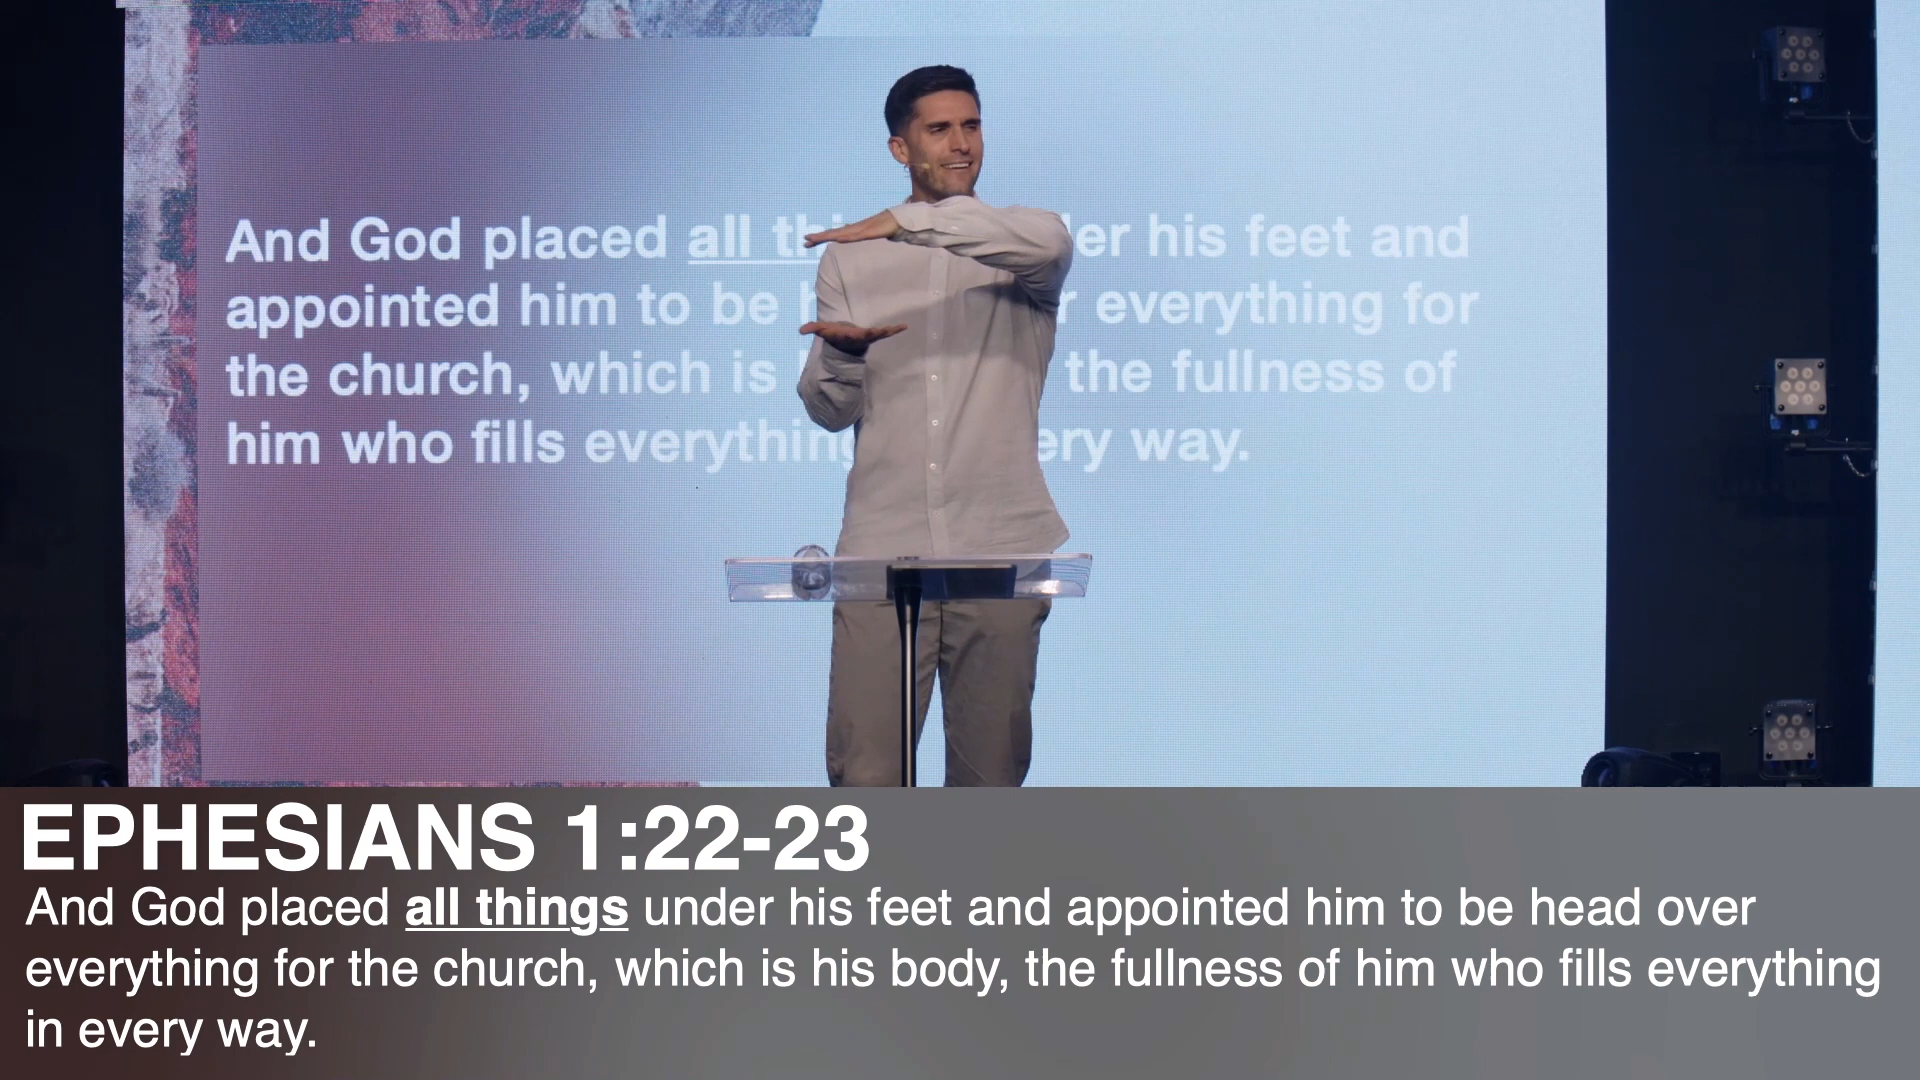 And God placed all th er his feet and
appointed him to be h r everything for
the church, which is the fullness of
him who fills everything ery way.
EPHESIANS 1:22-23
And God placed all things under his feet and appointed him to be head over
everything for the church, which is his body, the fullness of him who fills everything
in every way.